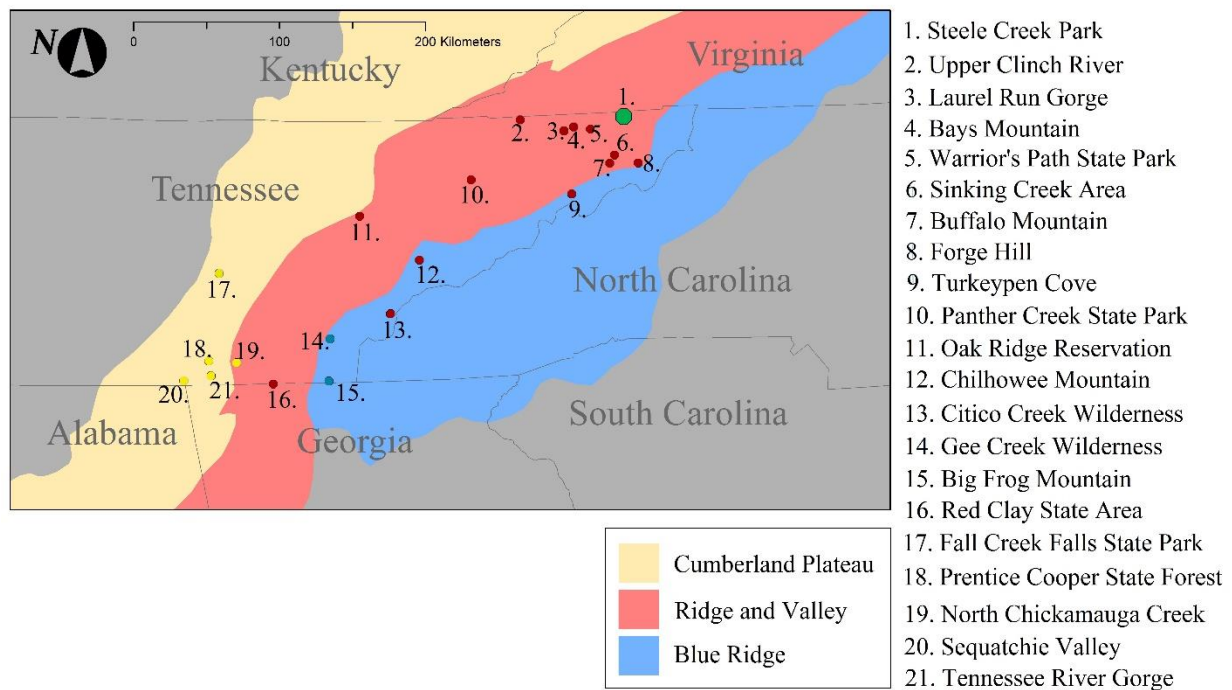 N
0 100 200 Kilometers
Kentucky
Virginia
Tennessee
North Carolina
South Carolina
Alabama
Georgia
1.
2.
3.
4.
5.
6.
7.
8.
9.
10.
11.
12.
13.
14.
15.
16.
17.
18.
19.
20.
21.
1. Steele Creek Park
2. Upper Clinch River
3. Laurel Run Gorge
4. Bays Mountain
5. Warrior's Path State Park
6. Sinking Creek Area
7. Buffalo Mountain
8. Forge Hill
9. Turkeypen Cove
10. Panther Creek State Park
11. Oak Ridge Reservation
12. Chilhowee Mountain
13. Citico Creek Wilderness
14. Gee Creek Wilderness
15. Big Frog Mountain
16. Red Clay State Area
17. Fall Creek Falls State Park
18. Prentice Cooper State Forest
19. North Chickamauga Creek
20. Sequatchie Valley
21. Tennessee River Gorge
Cumberland Plateau
Ridge and Valley
Blue Ridge